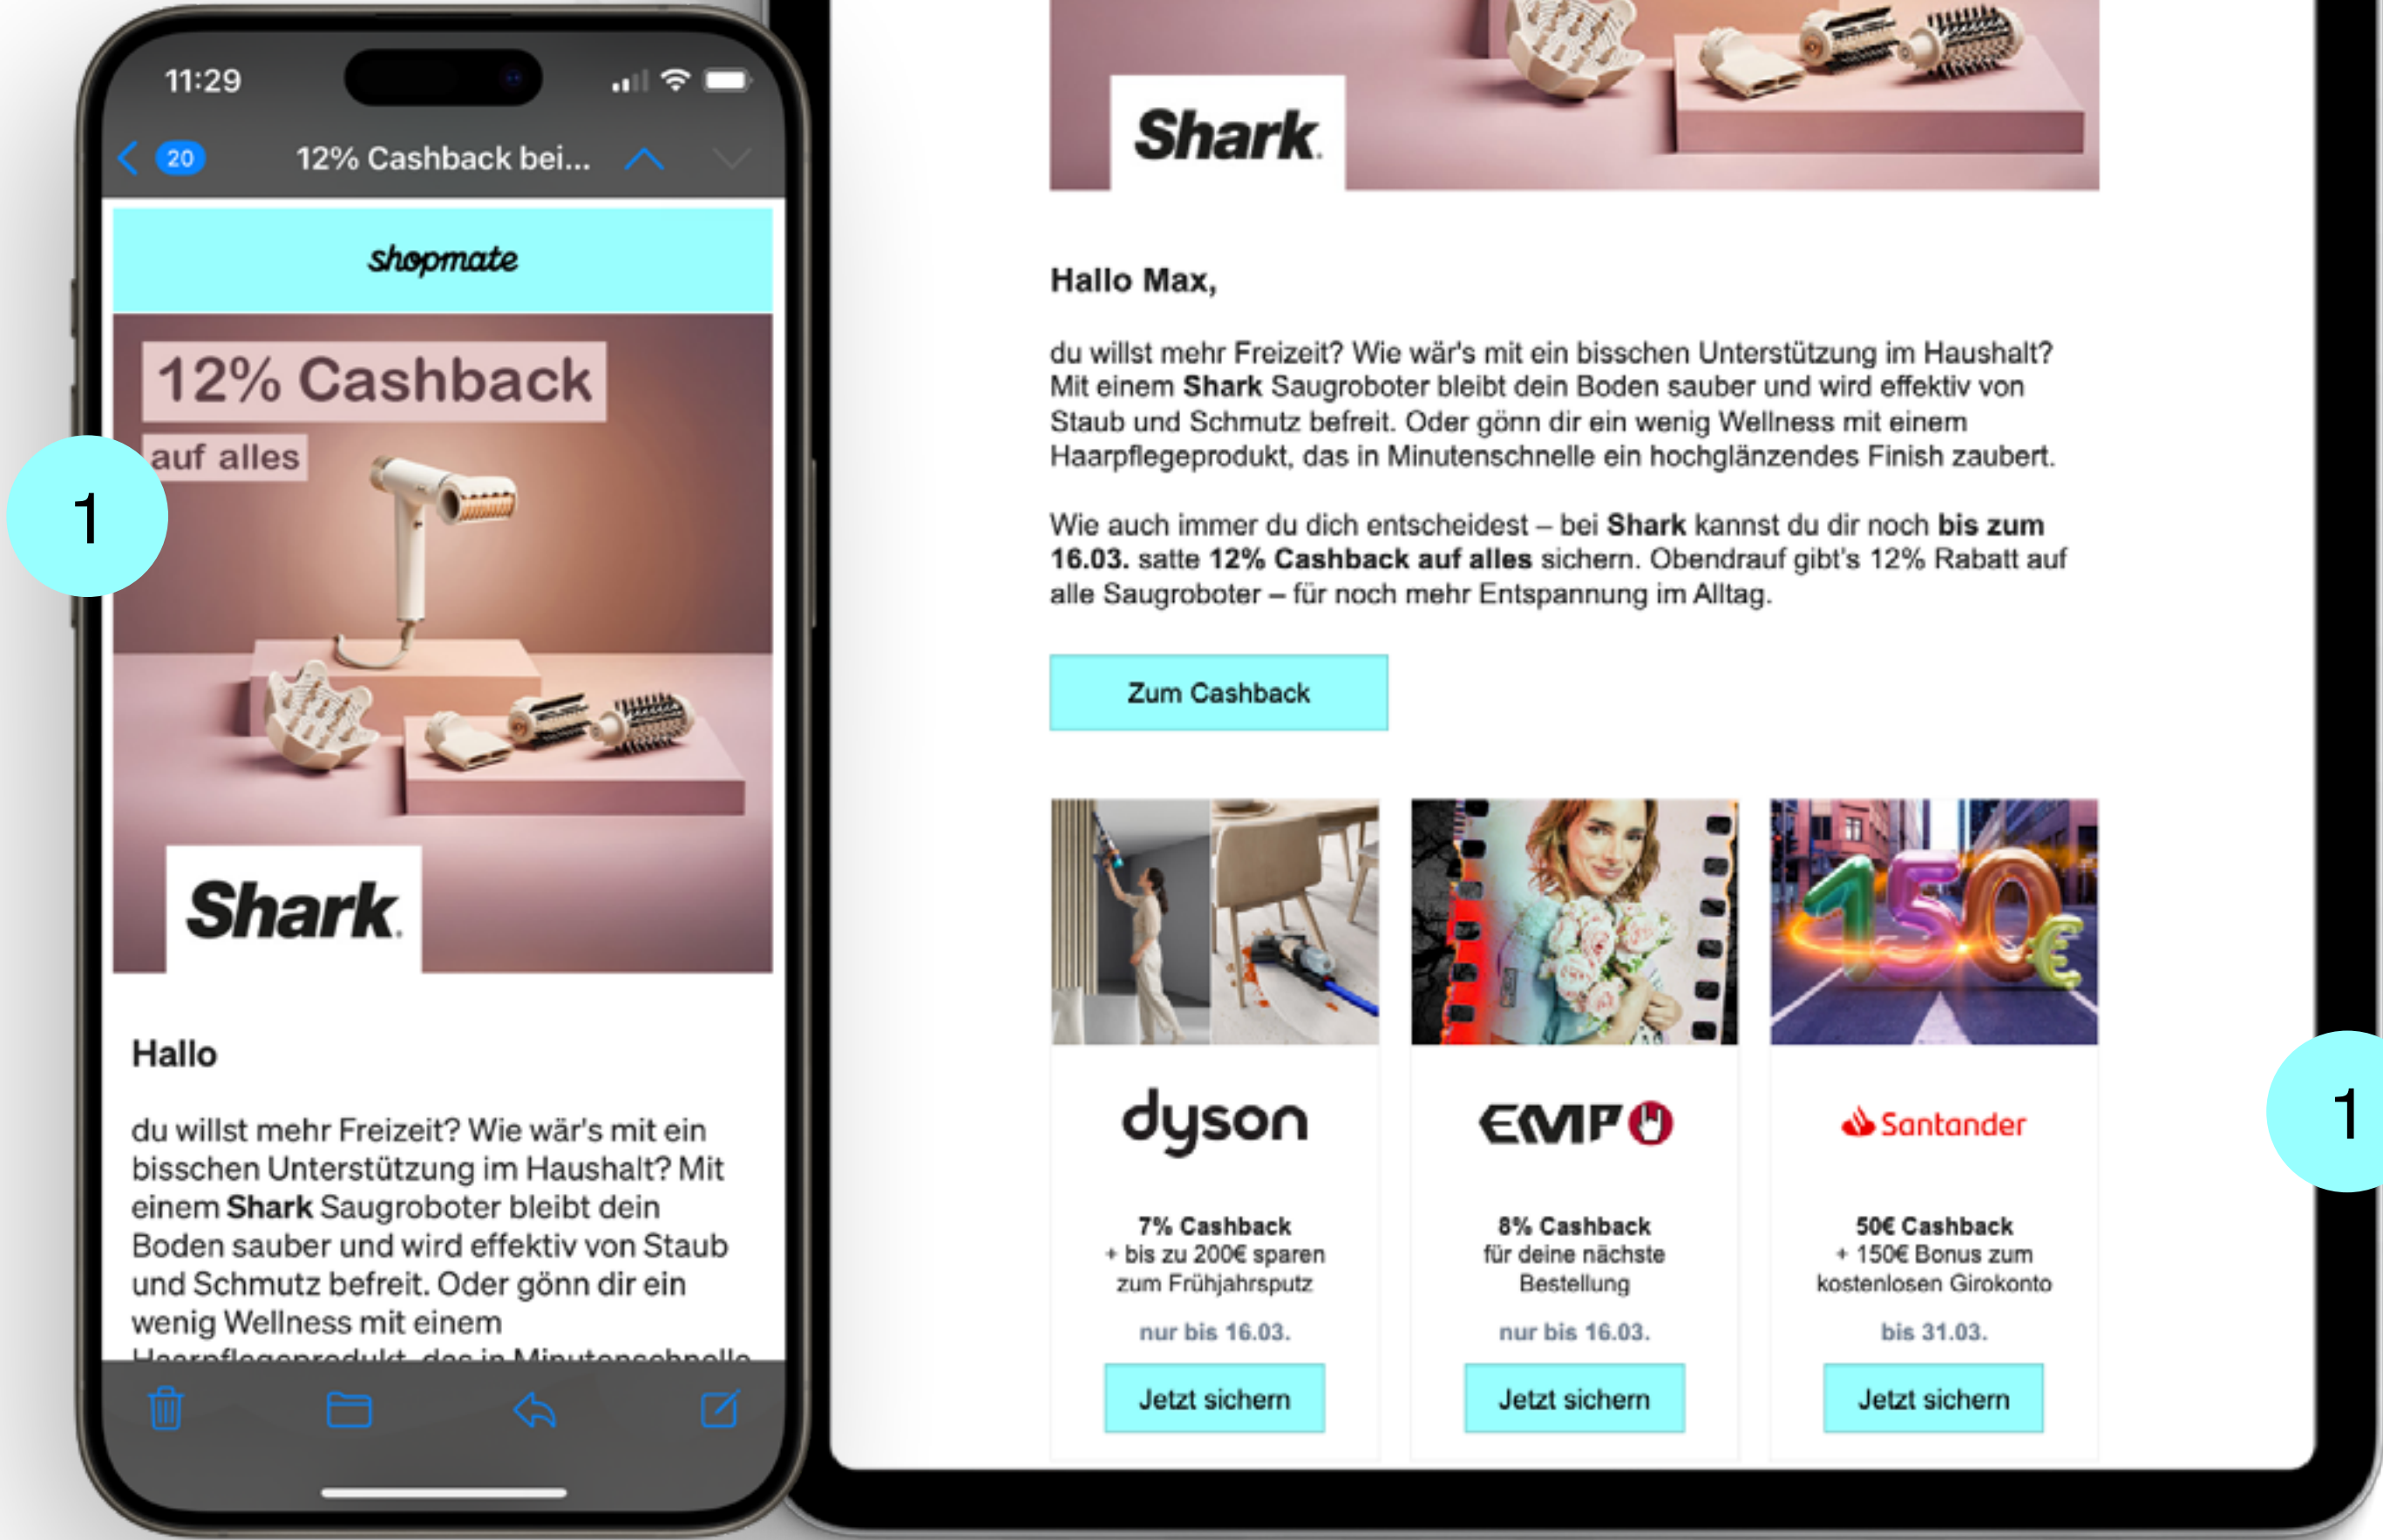 11:29
20
12% Cashback bei...
shopmate
12% Cashback
auf alles
1
Shark
Hallo
du willst mehr Freizeit? Wie wär's mit ein
bisschen Unterstützung im Haushalt? Mit
einem Shark Saugroboter bleibt dein
Boden sauber und wird effektiv von Staub
und Schmutz befreit. Oder gönn dir ein
wenig Wellness mit einem
Haarpflegeprodukt, das in Minutenschnelle
Shark
Hallo Max,
du willst mehr Freizeit? Wie wär's mit ein bisschen Unterstützung im Haushalt?
Mit einem Shark Saugroboter bleibt dein Boden sauber und wird effektiv von
Staub und Schmutz befreit. Oder gönn dir ein wenig Wellness mit einem
Haarpflegeprodukt, das in Minutenschnelle ein hochglänzendes Finish zaubert.
Wie auch immer du dich entscheidest – bei Shark kannst du dir noch bis zum
16.03. satte 12% Cashback auf alles sichern. Obendrauf gibt's 12% Rabatt auf
alle Saugroboter – für noch mehr Entspannung im Alltag.
Zum Cashback
dyson
7% Cashback
+ bis zu 200€ sparen
zum Frühjahrsputz
nur bis 16.03.
Jetzt sichern
EMP
8% Cashback
für deine nächste
Bestellung
nur bis 16.03.
Jetzt sichern
150€
Santander
50€ Cashback
+ 150€ Bonus zum
kostenlosen Girokonto
bis 31.03.
Jetzt sichern
1